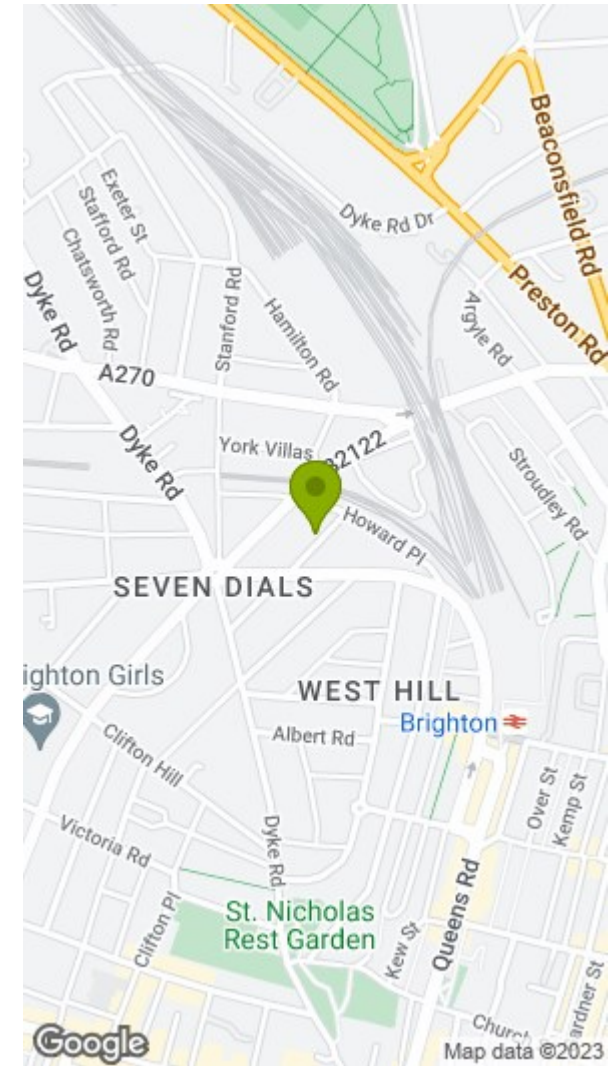 Beaconsfield Rd
Dyke Rd Dr
Exeter St
Stafford Rd
Chatsworth Rd
Dyke Rd
Stanford Rd
Hamilton Rd
Argyle Rd
Preston Rd
A270
Dyke Rd
York Villas
Stroudley Rd
Howard Pl
SEVEN DIALS
ighton Girls
WEST HILL
Brighton
Albert Rd
Clifton Hill
Over St
Kemp St
Victoria Rd
Dyke Rd
Clifton Pl
St. Nicholas
Rest Garden
Kew St
Queens Rd
ardner St
Church
Google
Map data ©2023